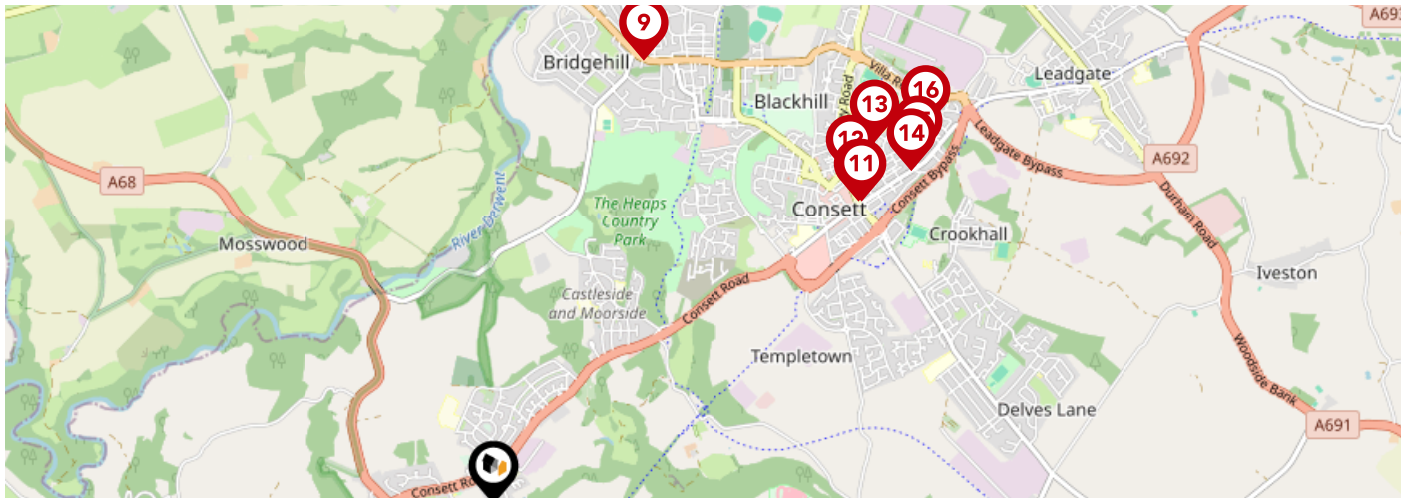 9
A693
Bridgehill
Villa R
Leadgate
16
y Road
13
Blackhill
14
12
11
Leadgate Bypass
A692
A68
Consett Bypass
Durham Road
River Derwent
The Heaps
Country
Park
Consett
Mosswood
Crookhall
Iveston
Castleside
and Moorside
Consett Road
Templetown
Woodside Bank
Delves Lane
A691
Consett Ro